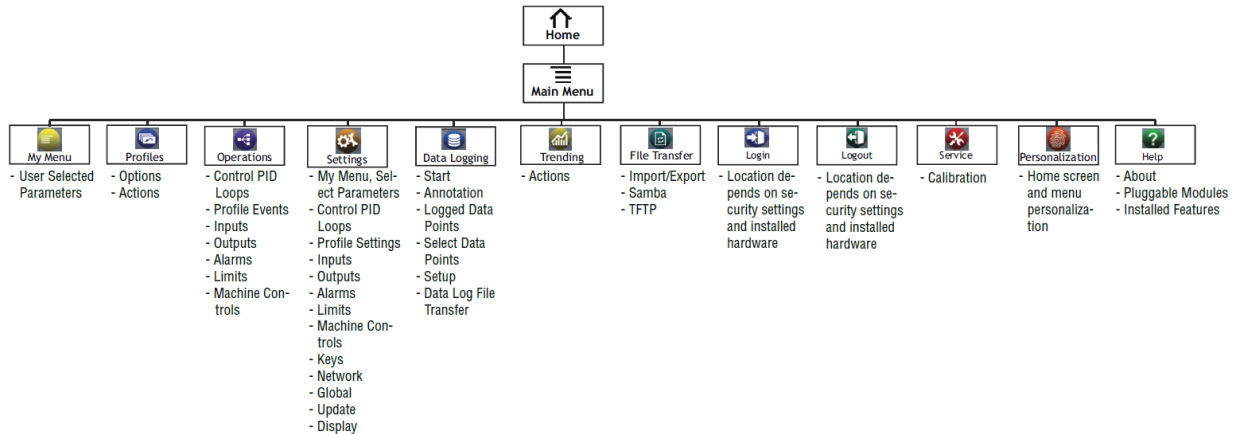 Home
Main Menu
My Menu
- User Selected
Parameters
Profiles
- Options
- Actions
Operations
- Control PID
Loops
- Profile Events
- Inputs
- Outputs
- Alarms
- Limits
- Machine Con-
trols
Settings
- My Menu, Sel-
ect Parameters
- Control PID
Loops
- Profile Settings
- Inputs
- Outputs
- Alarms
- Limits
- Machine Con-
trols
- Keys
- Network
- Global
- Update
- Display
Data Logging
- Start
- Annotation
- Logged Data
Points
- Select Data
Points
- Setup
- Data Log File
Transfer
Trending
- Actions
File Transfer
- Import/Export
- Samba
- TFTP
Login
- Location de-
pends on se-
curity settings
and installed
hardware
Logout
- Location de-
pends on se-
curity settings
and installed
hardware
Service
- Calibration
Personalization
- Home screen
and menu
personaliza-
tion
?
Help
- About
- Pluggable Modules
- Installed Features